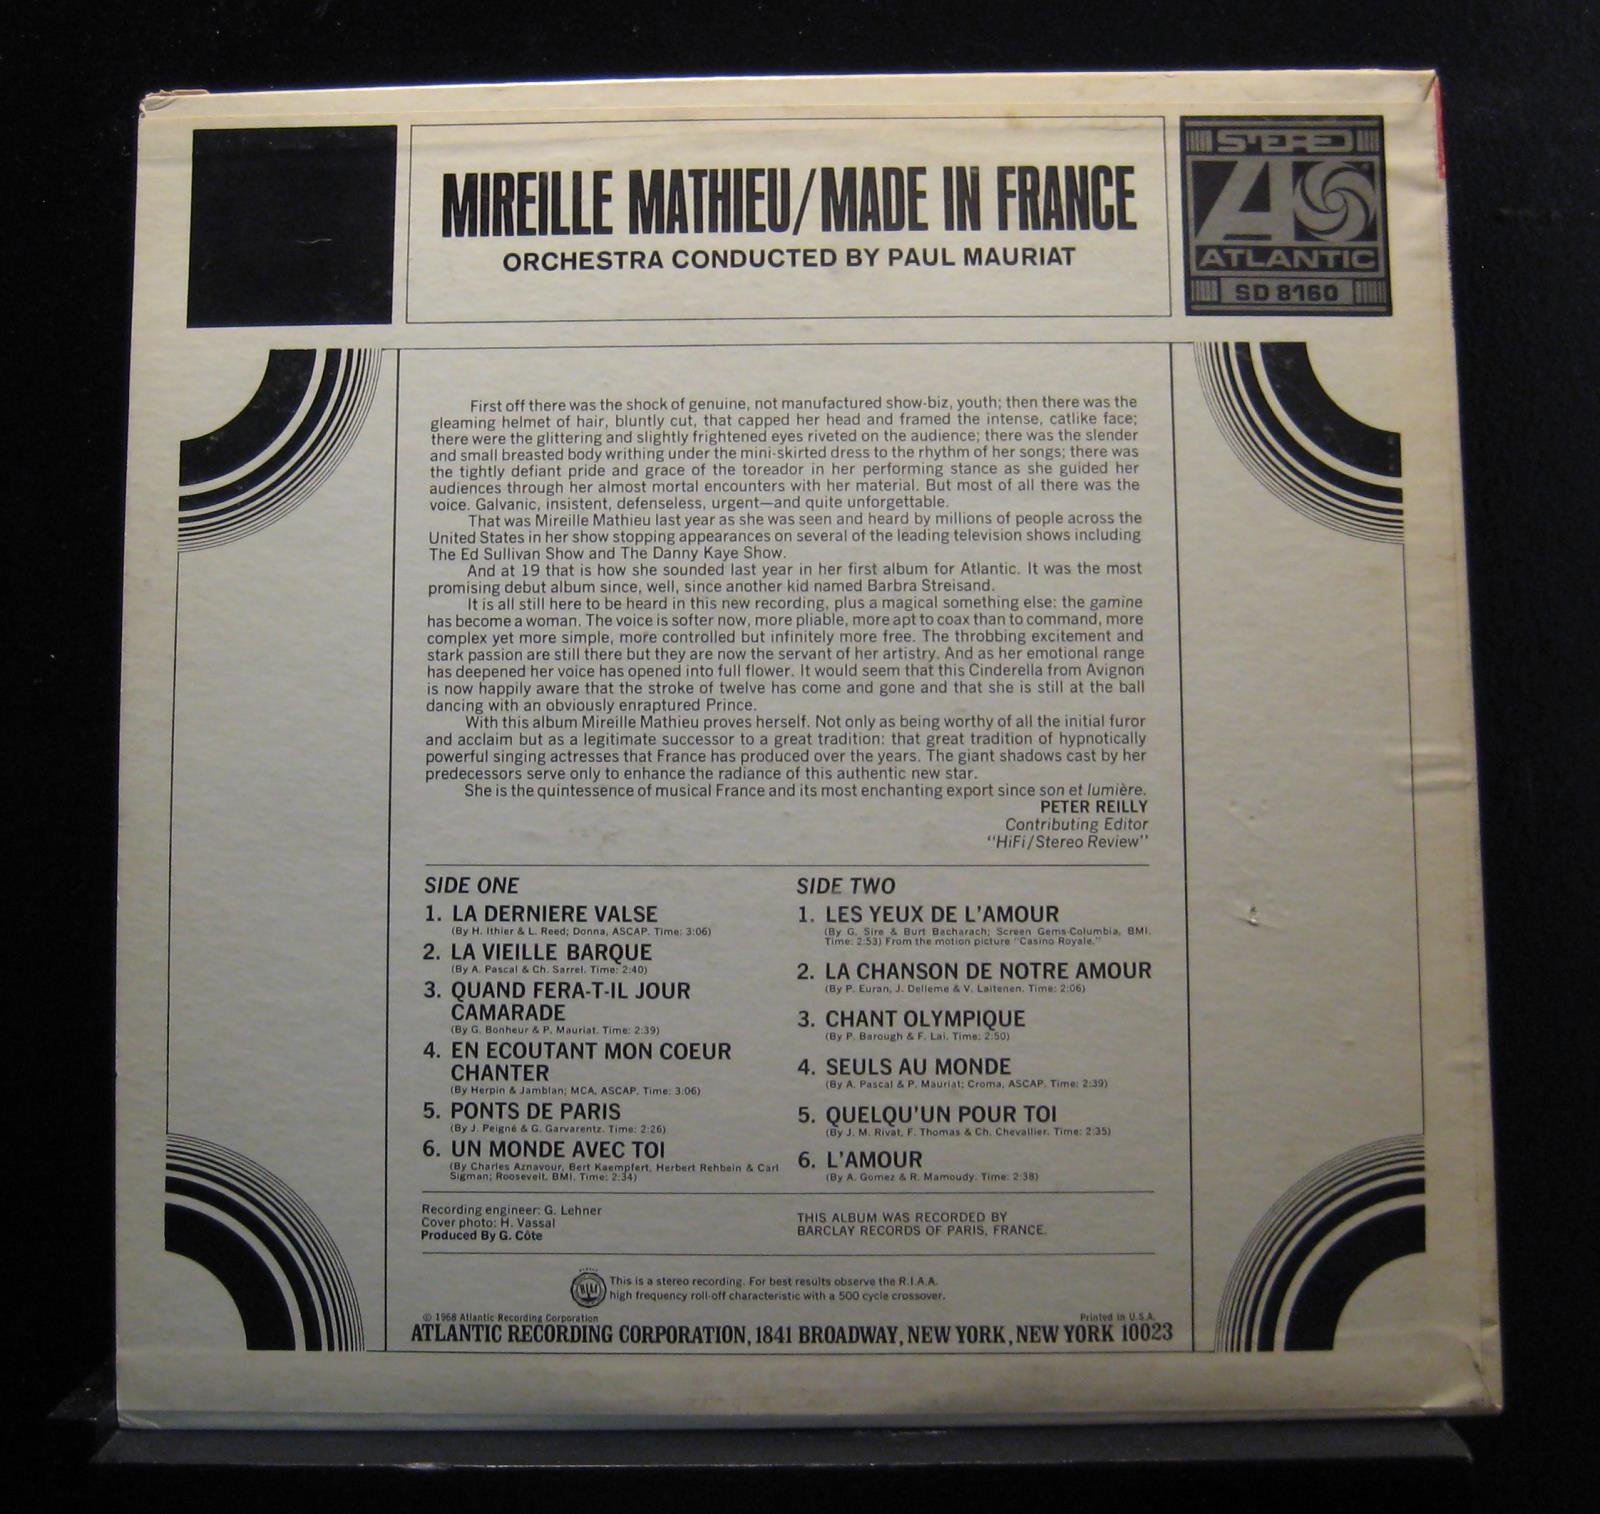 MIREILLE MATHIEU/MADE IN FRANCE
ORCHESTRA CONDUCTED BY PAUL MAURIAT
STEREO
ATLANTIC
SD 8160
First off there was the shock of genuine, not manufactured show-biz, youth; then there was the
gleaming helmet of hair, bluntly cut, that capped her head and framed the intense, catlike face;
there were the glittering and slightly frightened eyes riveted on the audience; there was the slender
and small breasted body writhing under the mini-skirted dress to the rhythm of her songs; there was
the tightly defiant pride and grace of the toreador in her performing stance as she guided her
audiences through her almost mortal encounters with her material. But most of all there was the
voice. Galvanic, insistent, defenseless, urgent—and quite unforgettable.
That was Mireille Mathieu last year as she was seen and heard by millions of people across the
United States in her show stopping appearances on several of the leading television shows including
The Ed Sullivan Show and The Danny Kaye Show.
And at 19 that is how she sounded last year in her first album for Atlantic. It was the most
promising debut album since, well, since another kid named Barbra Streisand.
It is all still here to be heard in this new recording, plus a magical something else: the gamine
has become a woman. The voice is softer now, more pliable, more apt to coax than to command, more
complex yet more simple, more controlled but infinitely more free. The throbbing excitement and
stark passion are still there but they are now the servant of her artistry. And as her emotional range
has deepened her voice has opened into full flower. It would seem that this Cinderella from Avignon
is now happily aware that the stroke of twelve has come and gone and that she is still at the ball
dancing with an obviously enraptured Prince.
With this album Mireille Mathieu proves herself. Not only as being worthy of all the initial furor
and acclaim but as a legitimate successor to a great tradition: that great tradition of hypnotically
powerful singing actresses that France has produced over the years. The giant shadows cast by her
predecessors serve only to enhance the radiance of this authentic new star.
She is the quintessence of musical France and its most enchanting export since son et lumière.
PETER REILLY
Contributing Editor
"HiFi/Stereo Review"
SIDE ONE
1. LA DERNIERE VALSE
(By H. Ithier & L. Reed; Donna, ASCAP. Time: 3:06)
2. LA VIEILLE BARQUE
(By A. Pascal & Ch. Sarrel. Time: 2:40)
3. QUAND FERA-T-IL JOUR
CAMARADE
(By G. Bonheur & P. Mauriat. Time: 2:39)
4. EN ECOUTANT MON COEUR
CHANTER
(By Herpin & Jamblan; MCA, ASCAP. Time: 3:06)
5. PONTS DE PARIS
(By J. Peigné & G. Garvarentz. Time: 2:26)
6. UN MONDE AVEC TOI
(By Charles Aznavour, Bert Kaempfert, Herbert Rehbein & Carl
Sigman; Roosevelt, BMI. Time: 2:34)
SIDE TWO
1. LES YEUX DE L'AMOUR
(By G. Sire & Burt Bacharach; Screen Gems-Columbia, BMI.
Time: 2:53) From the motion picture "Casino Royale."
2. LA CHANSON DE NOTRE AMOUR
(By P. Euran, J. Delleme & V. Laitenen. Time: 2:06)
3. CHANT OLYMPIQUE
(By P. Barough & F. Lai. Time: 2:50)
4. SEULS AU MONDE
(By A. Pascal & P. Mauriat; Croma, ASCAP. Time: 2:39)
5. QUELQU'UN POUR TOI
(By J. M. Rivat, F. Thomas & Ch. Chevallier. Time: 2:35)
6. L'AMOUR
(By A. Gomez & R. Mamoudy. Time: 2:38)
Recording engineer: G. Lehner
Cover photo: H. Vassal
Produced By G. Côte
THIS ALBUM WAS RECORDED BY
BARCLAY RECORDS OF PARIS, FRANCE.
This is a stereo recording. For best results observe the R.I.A.A.
high frequency roll-off characteristic with a 500 cycle crossover.
© 1968 Atlantic Recording Corporation
Printed in U.S.A.
ATLANTIC RECORDING CORPORATION, 1841 BROADWAY, NEW YORK, NEW YORK 10023